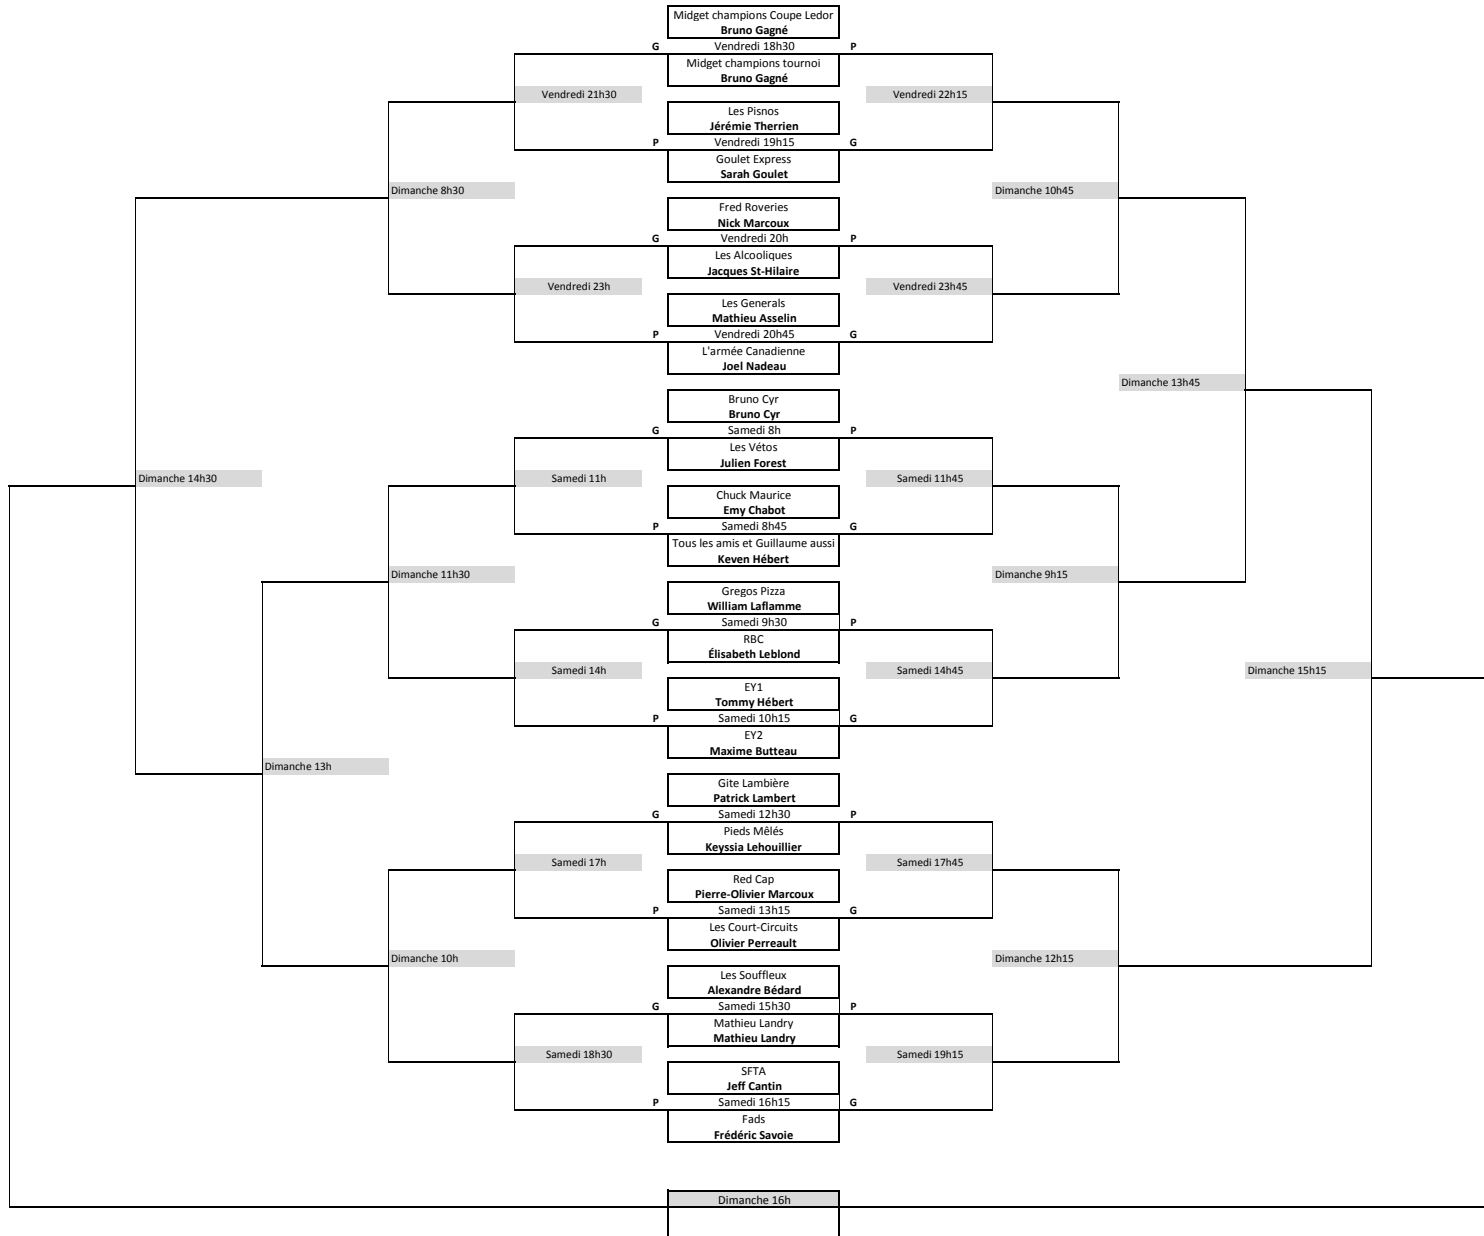 Midget champions Coupe Ledor
Bruno Gagné
G Vendredi 18h30 P
Midget champions tournoi
Bruno Gagné
Vendredi 21h30 Vendredi 22h15
Les Pisnos
Jérémie Therrien
P Vendredi 19h15 G
Goulet Express
Sarah Goulet
Dimanche 8h30 Dimanche 10h45
Fred Roveries
Nick Marcoux
G Vendredi 20h P
Les Alcooliques
Jacques St-Hilaire
Vendredi 23h Vendredi 23h45
Les Generals
Mathieu Asselin
P Vendredi 20h45 G
L'armée Canadienne
Joel Nadeau
Dimanche 13h45
Bruno Cyr
Bruno Cyr
G Samedi 8h P
Les Vétos
Julien Forest
Dimanche 14h30 Samedi 11h Samedi 11h45
Chuck Maurice
Emy Chabot
P Samedi 8h45 G
Tous les amis et Guillaume aussi
Keven Hébert
Dimanche 11h30 Dimanche 9h15
Gregos Pizza
William Laflamme
G Samedi 9h30 P
RBC
Élisabeth Leblond
Samedi 14h Samedi 14h45 Dimanche 15h15
EY1
Tommy Hébert
P Samedi 10h15 G
EY2
Maxime Butteau
Dimanche 13h
Gite Lambière
Patrick Lambert
G Samedi 12h30 P
Pieds Mêlés
Keyssia Lehouillier
Samedi 17h Samedi 17h45
Red Cap
Pierre-Olivier Marcoux
P Samedi 13h15 G
Les Court-Circuits
Olivier Perreault
Dimanche 10h Dimanche 12h15
Les Souffleux
Alexandre Bédard
G Samedi 15h30 P
Mathieu Landry
Mathieu Landry
Samedi 18h30 Samedi 19h15
SFTA
Jeff Cantin
P Samedi 16h15 G
Fads
Frédéric Savoie
Dimanche 16h